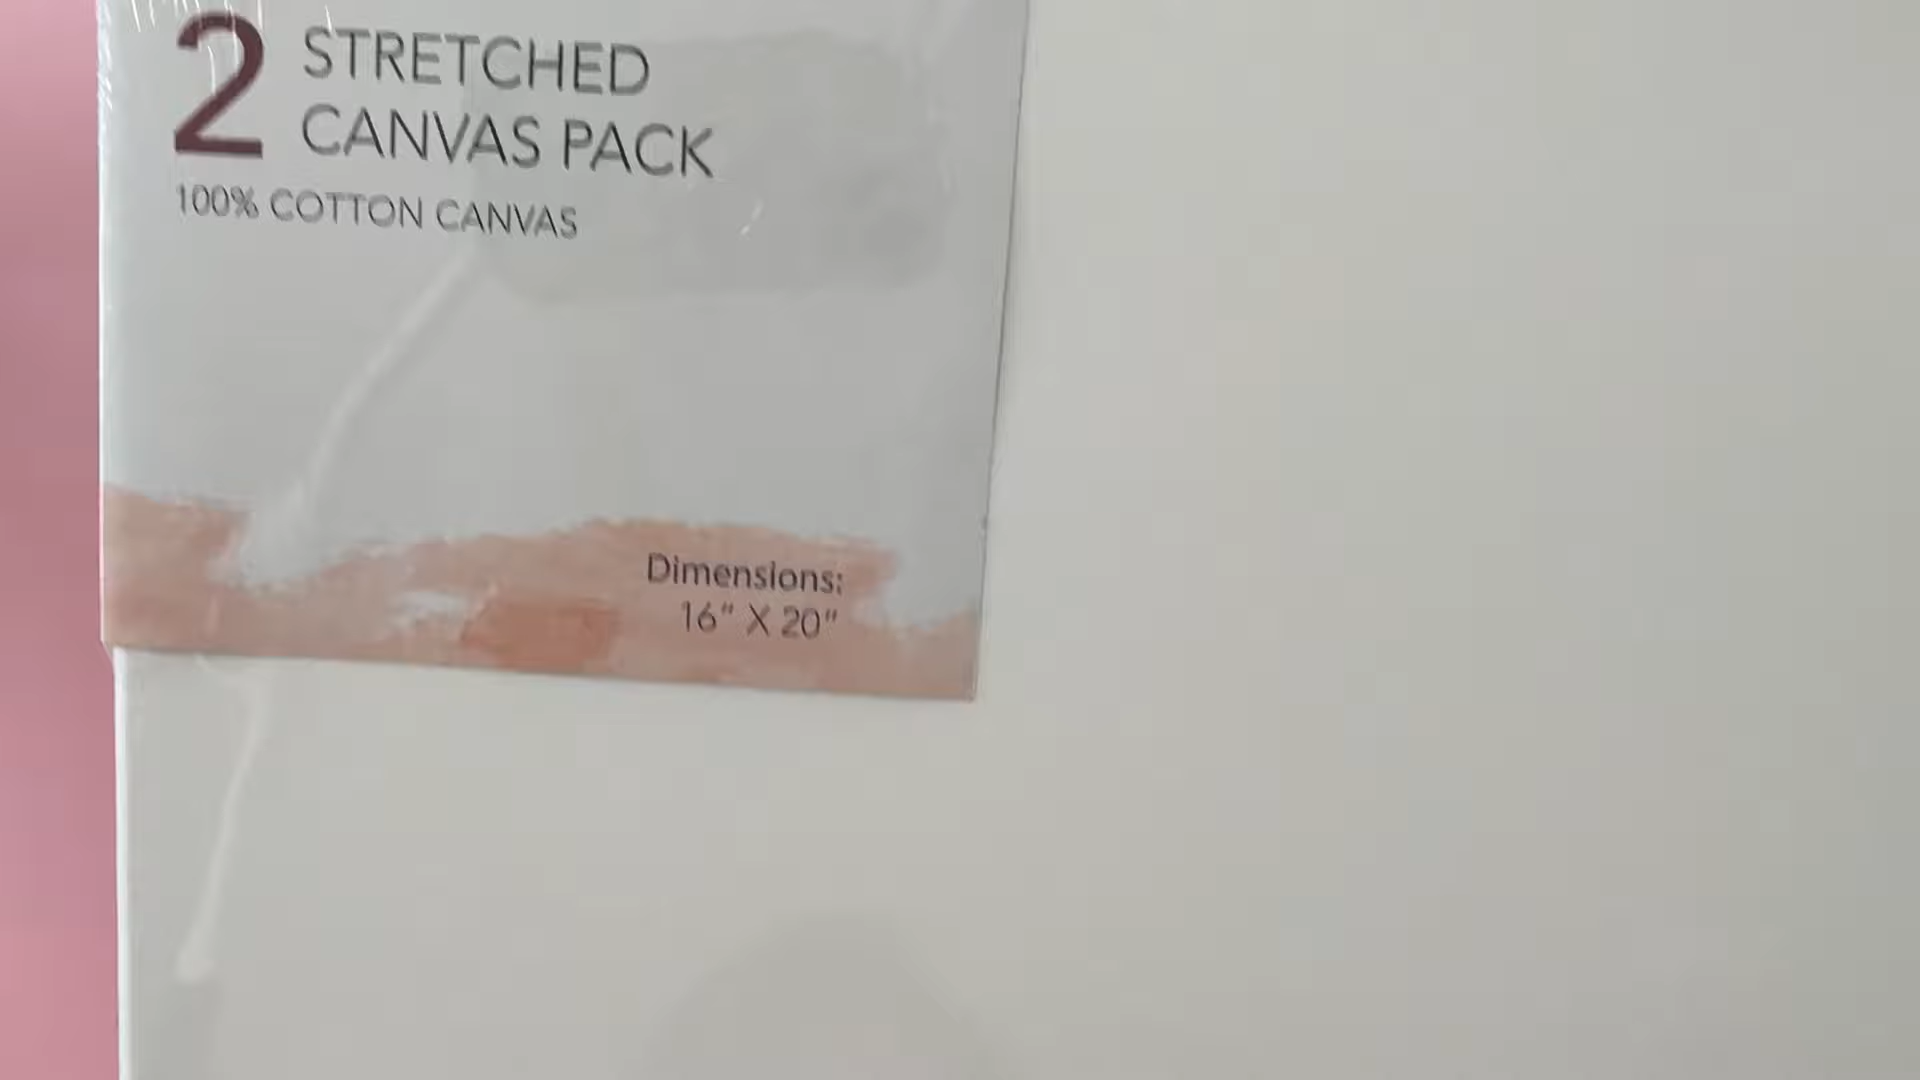 2 STRETCHED
CANVAS PACK
100% COTTON CANVAS
Dimensions:
16" X 20"